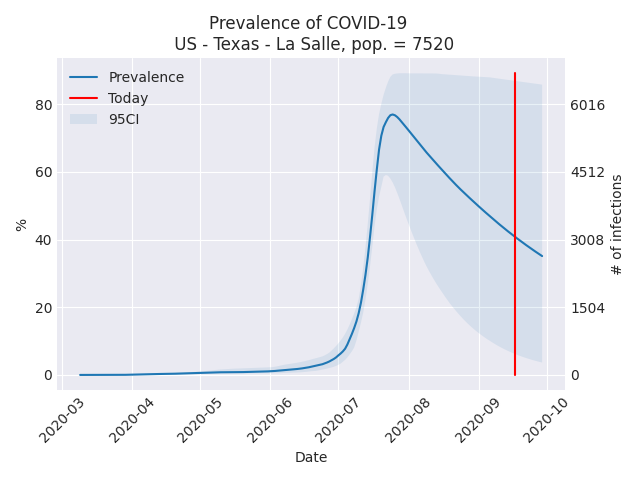 Prevalence of COVID-19
US - Texas - La Salle, pop. = 7520
Prevalence
Today
95CI
%
80
60
40
20
0
6016
4512
3008
1504
0
# of infections
2020-03
2020-04
2020-05
2020-06
2020-07
2020-08
2020-09
2020-10
Date